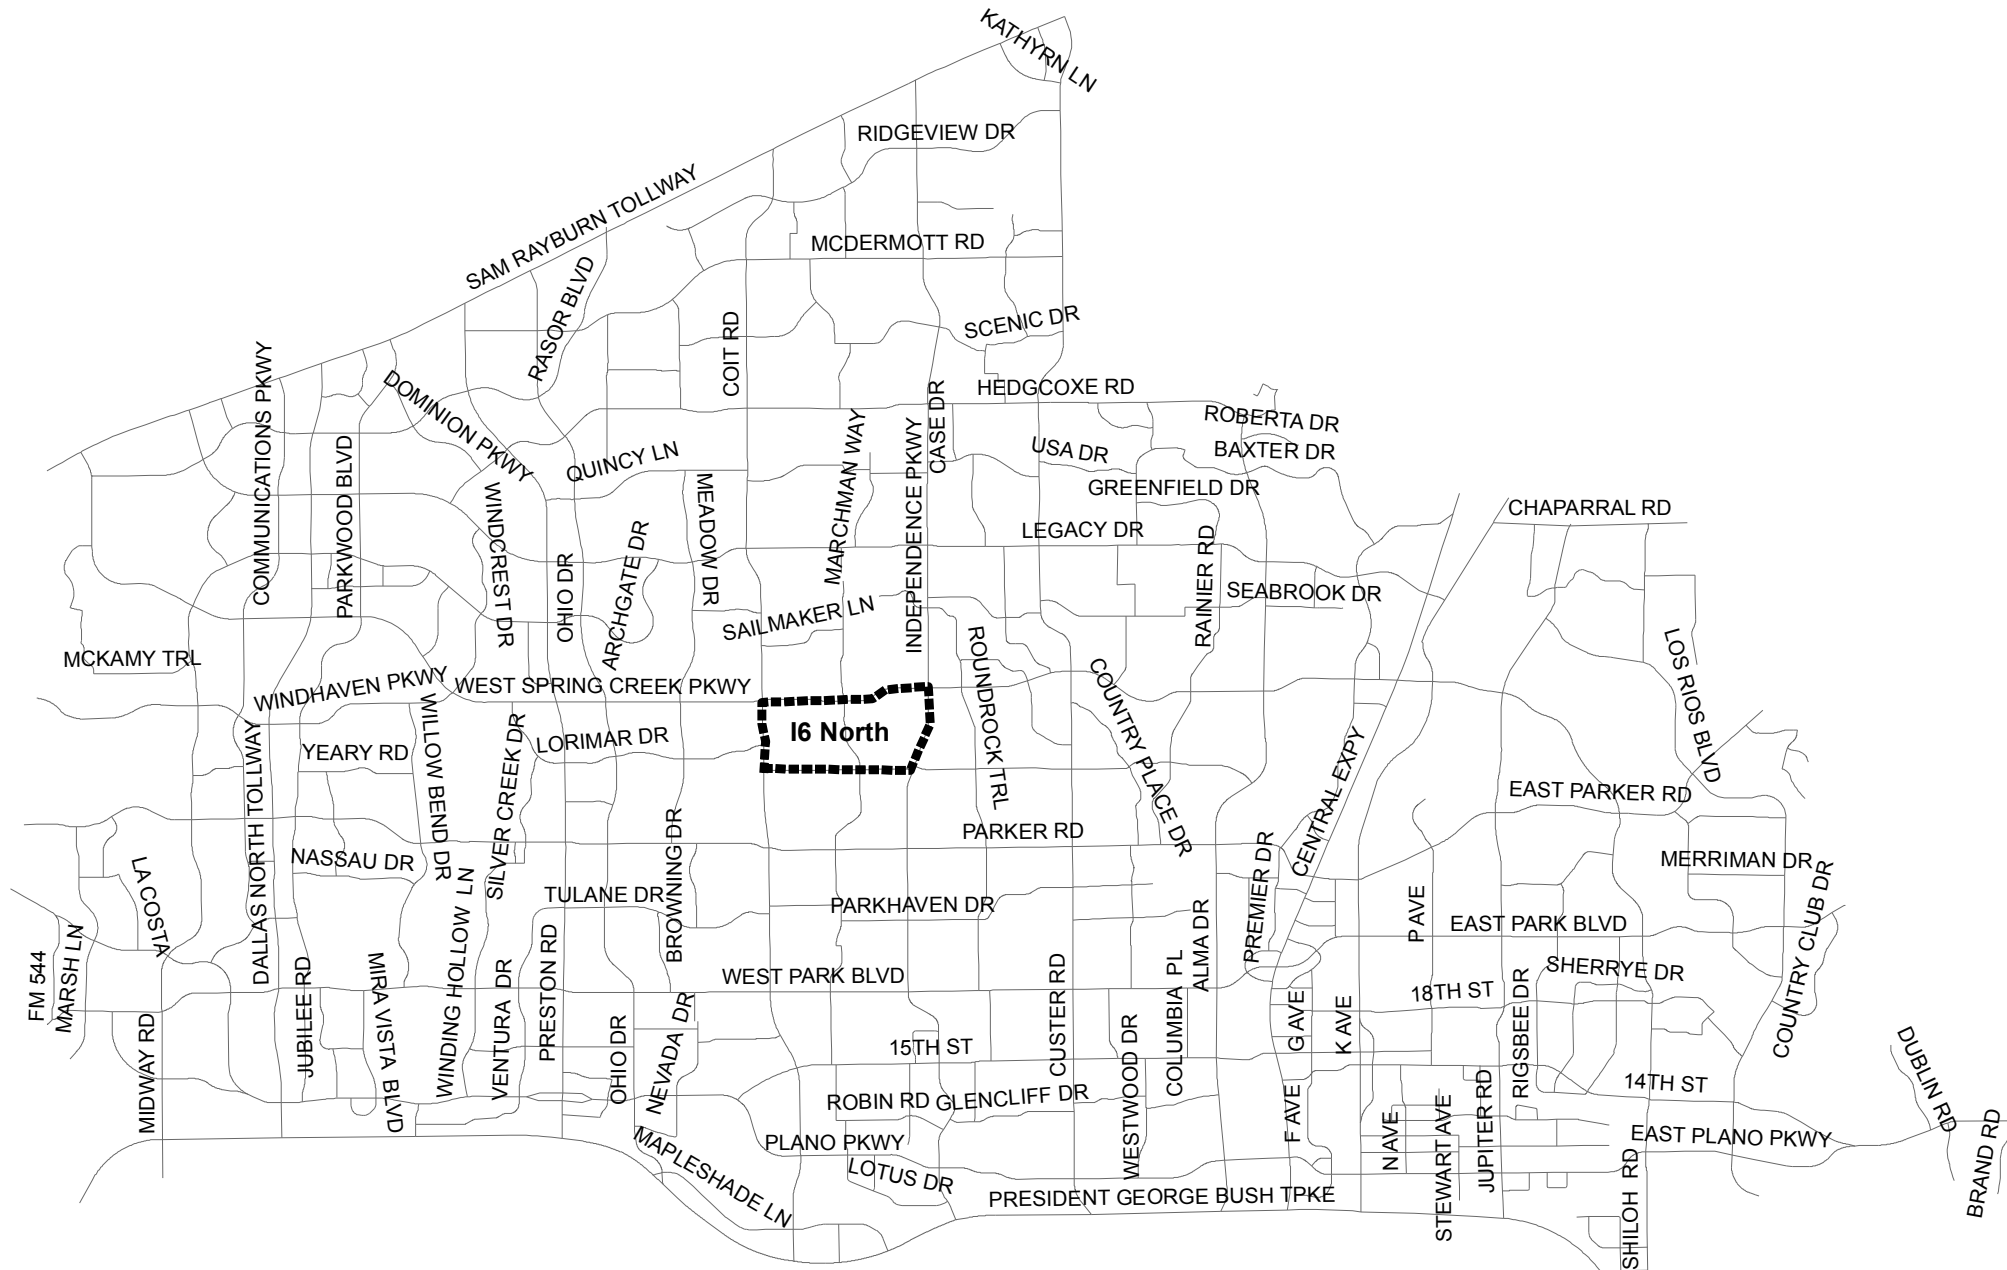 KATHYRN LN
RIDGEVIEW DR
SAM RAYBURN TOLLWAY
MCDERMOTT RD
RASOR BLVD
SCENIC DR
COIT RD
COMMUNICATIONS PKWY
DOMINION PKWY
HEDGCOXE RD
CASE DR
ROBERTA DR
MARCHMAN WAY
INDEPENDENCE PKWY
PARKWOOD BLVD
QUINCY LN
USA DR
BAXTER DR
MEADOW DR
WINDCREST DR
GREENFIELD DR
CHAPARRAL RD
LEGACY DR
ARCHGATE DR
OHIO DR
RAINIER RD
SEABROOK DR
SAILMAKER LN
ROUNDROCK TRL
LOS RIOS BLVD
MCKAMY TRL
COUNTRY PLACE DR
WINDHAVEN PKWY
WEST SPRING CREEK PKWY
WILLOW BEND DR
I6 North
SILVER CREEK DR
LORIMAR DR
YEARY RD
DALLAS NORTH TOLLWAY
CENTRAL EXPY
EAST PARKER RD
PARKER RD
BROWNING DR
PREMIER DR
NASSAU DR
LA COSTA
MERRIMAN DR
COUNTRY CLUB DR
WINDING HOLLOW LN
TULANE DR
PARKHAVEN DR
P AVE
EAST PARK BLVD
ALMA DR
MARSH LN
FM 544
PRESTON RD
WEST PARK BLVD
CUSTER RD
COLUMBIA PL
SHERRYE DR
JUBILEE RD
MIRA VISTA BLVD
VENTURA DR
NEVADA DR
18TH ST
RIGSBEE DR
G AVE
K AVE
MIDWAY RD
OHIO DR
15TH ST
WESTWOOD DR
14TH ST
DUBLIN RD
ROBIN RD
GLENCLIFF DR
F AVE
N AVE
STEWART AVE
JUPITER RD
PLANO PKWY
EAST PLANO PKWY
MAPLESHADE LN
LOTUS DR
BRAND RD
PRESIDENT GEORGE BUSH TPKE
SHILOH RD